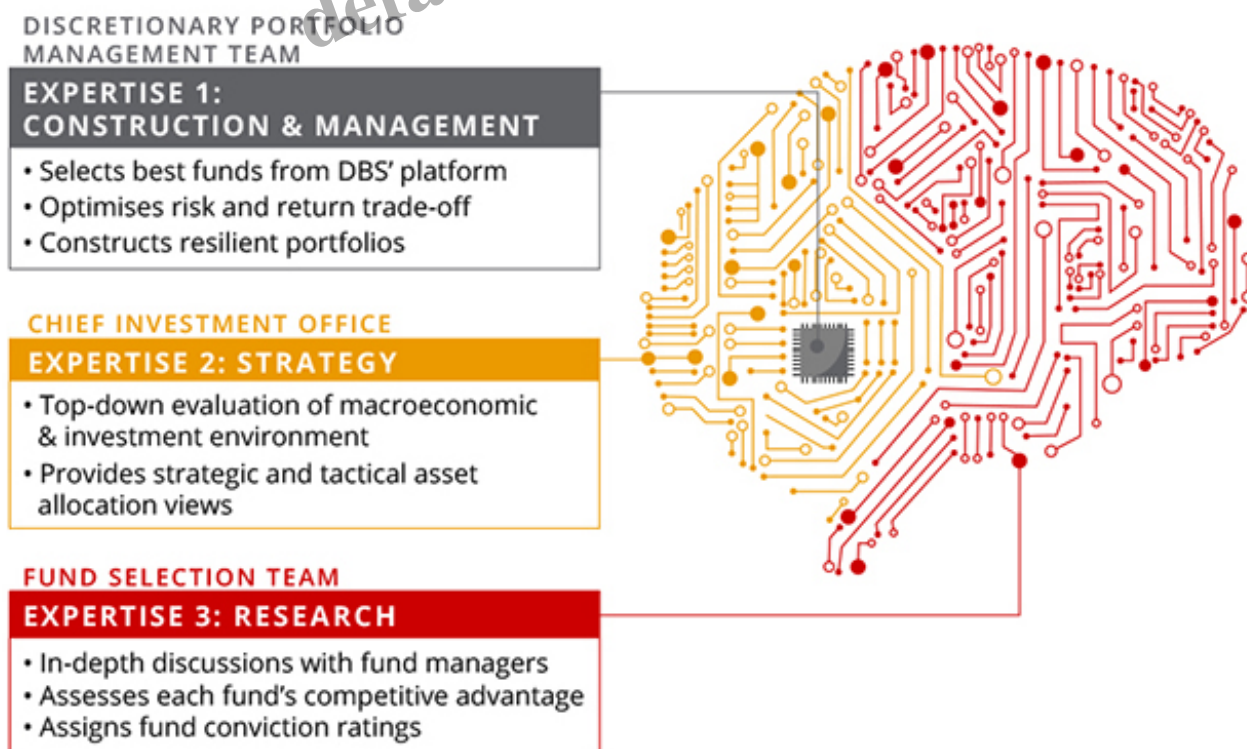 DISCRETIONARY PORTFOLIO
MANAGEMENT TEAM
EXPERTISE 1:
CONSTRUCTION & MANAGEMENT
• Selects best funds from DBS’ platform
• Optimises risk and return trade-off
• Constructs resilient portfolios
CHIEF INVESTMENT OFFICE
EXPERTISE 2: STRATEGY
• Top-down evaluation of macroeconomic
& investment environment
• Provides strategic and tactical asset
allocation views
FUND SELECTION TEAM
EXPERTISE 3: RESEARCH
• In-depth discussions with fund managers
• Assesses each fund’s competitive advantage
• Assigns fund conviction ratings